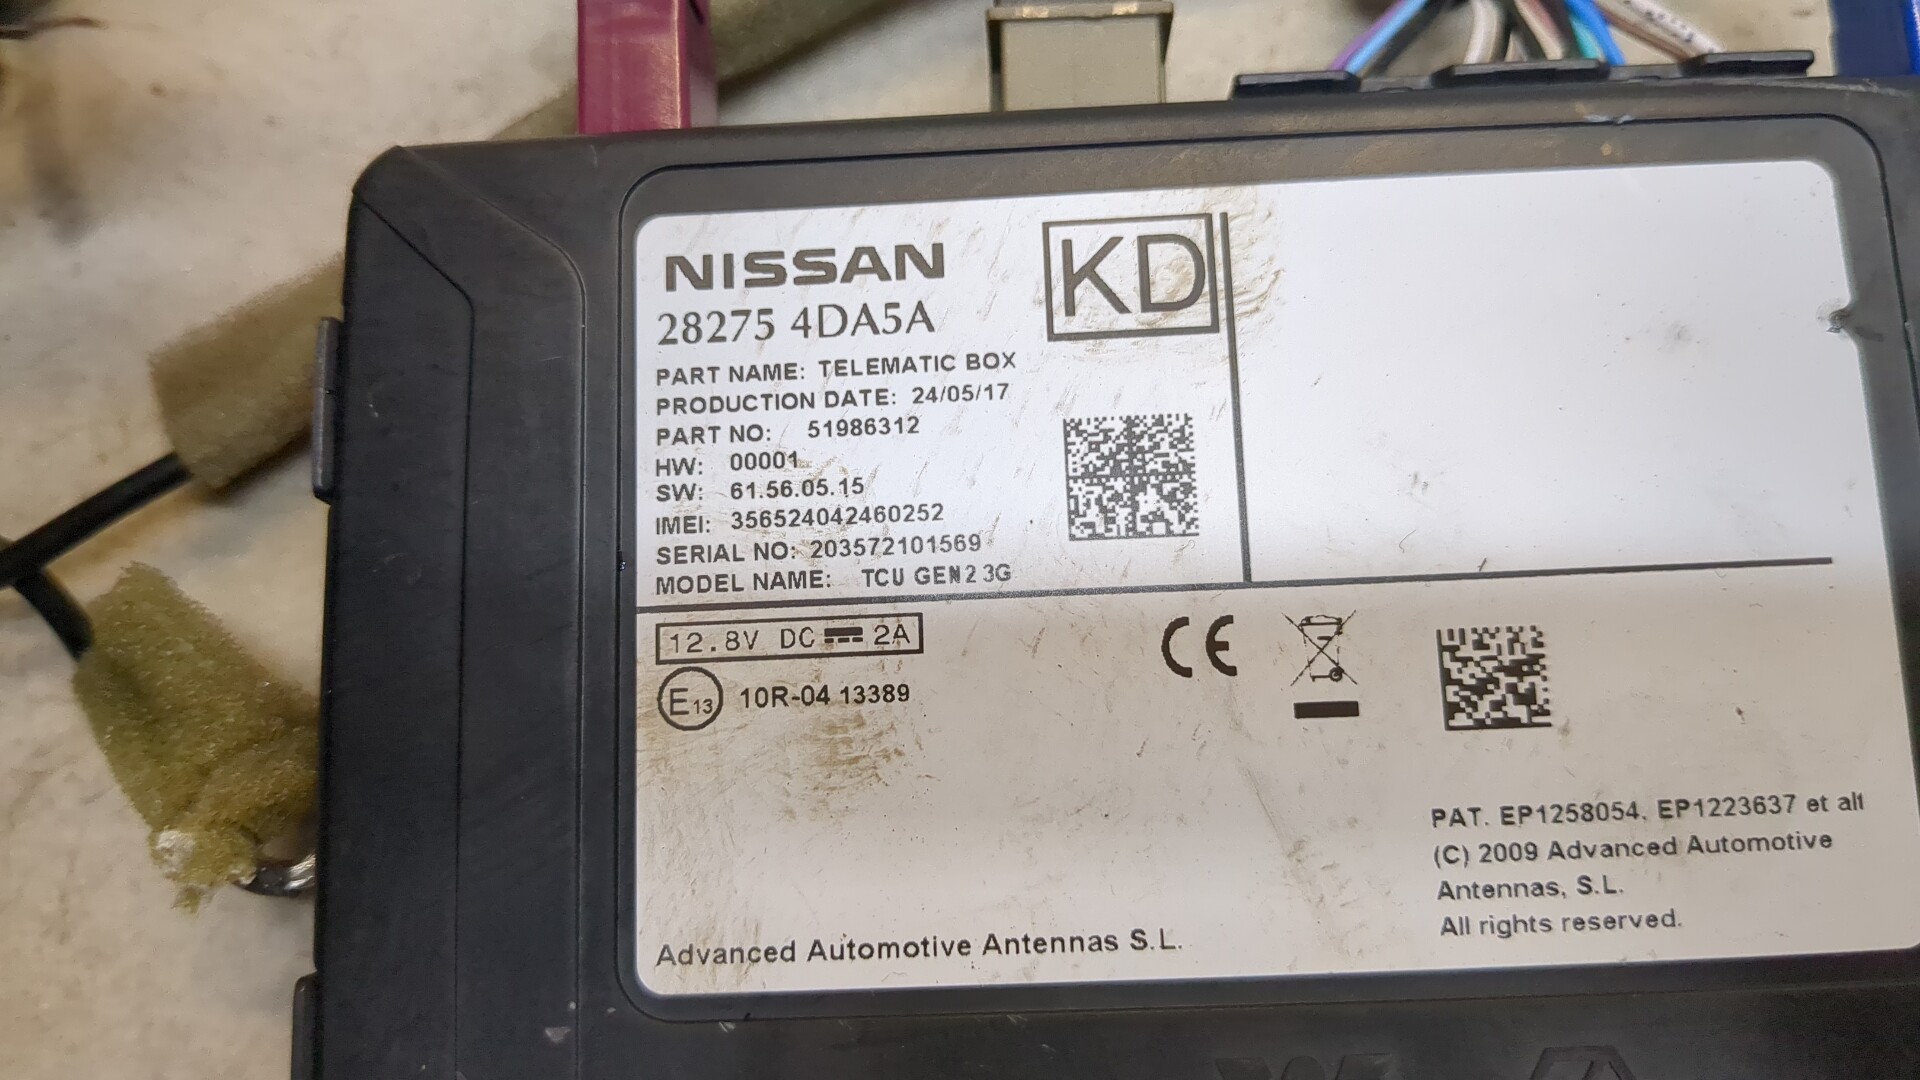 NISSAN
KD
28275 4DA5A
PART NAME: TELEMATIC BOX
PRODUCTION DATE: 24/05/17
PART NO: 51986312
HW: 00001
SW: 61.56.05.15
IMEI: 356524042460252
SERIAL NO: 203572101569
MODEL NAME: TCU GEN2 3G
12.8V DC 2A
CE
E13 10R-04 13389
PAT. EP1258054, EP1223637 et alt
(C) 2009 Advanced Automotive
Antennas, S.L.
All rights reserved.
Advanced Automotive Antennas S.L.